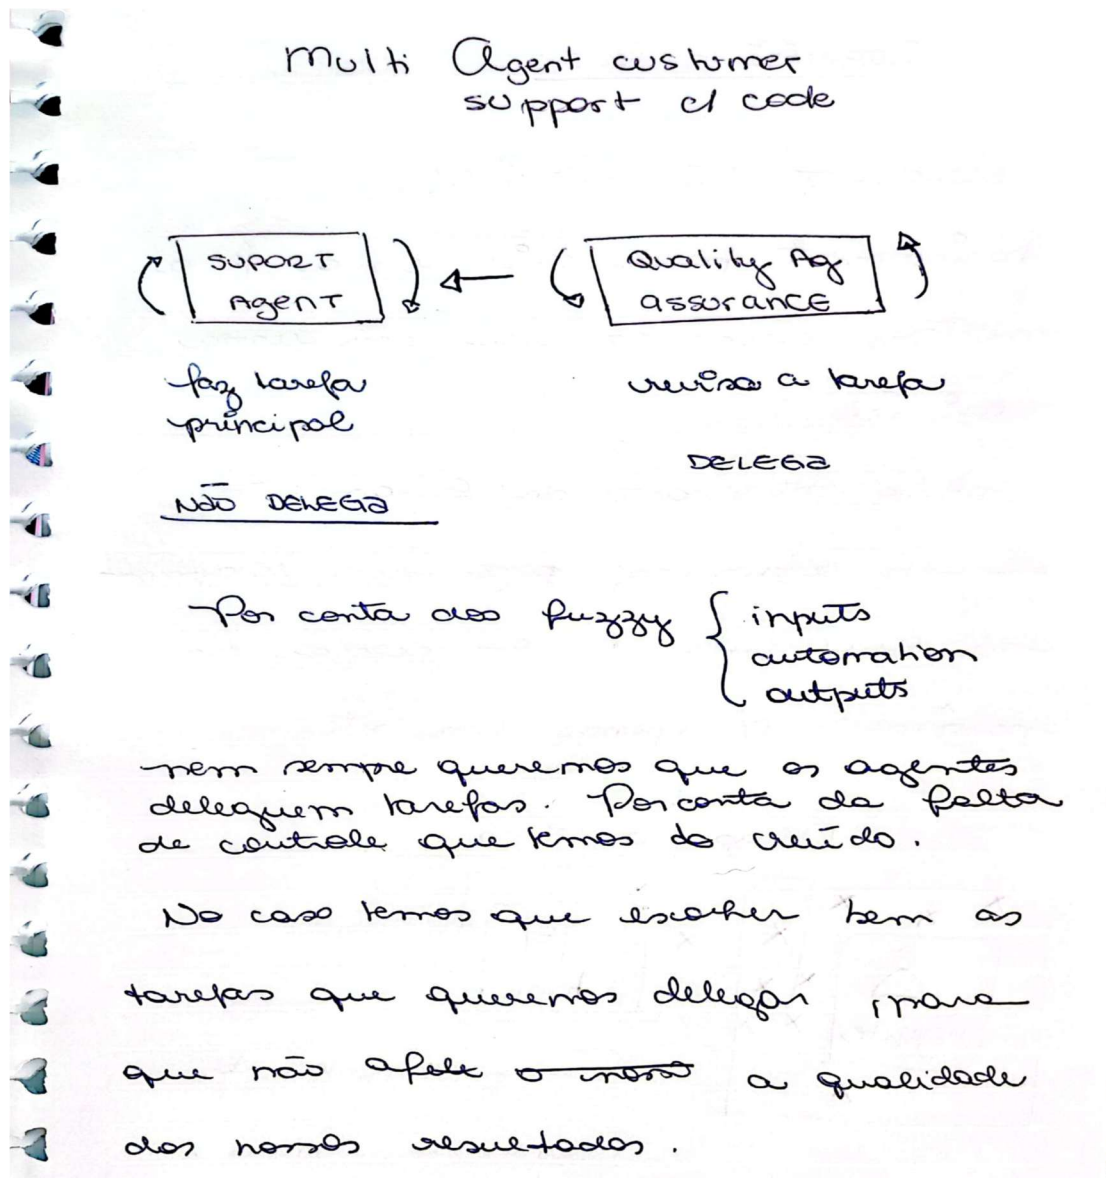 Multi Agent customer
support c/ code
SUPORT
Agent
Quality Ag
assurance
faz tarefa
principal
revisa a tarefa
DELEGA
NÃO DELEGA
Por conta dos fuzzy { inputs
automation
outputs
nem sempre queremos que os agentes
deleguem tarefas. Por conta da falta
de controle que temos do
No caso temos que escolher bem as
tarefas que queremos delegar, para
que não afete o nosso a qualidade
dos nossos resultados.